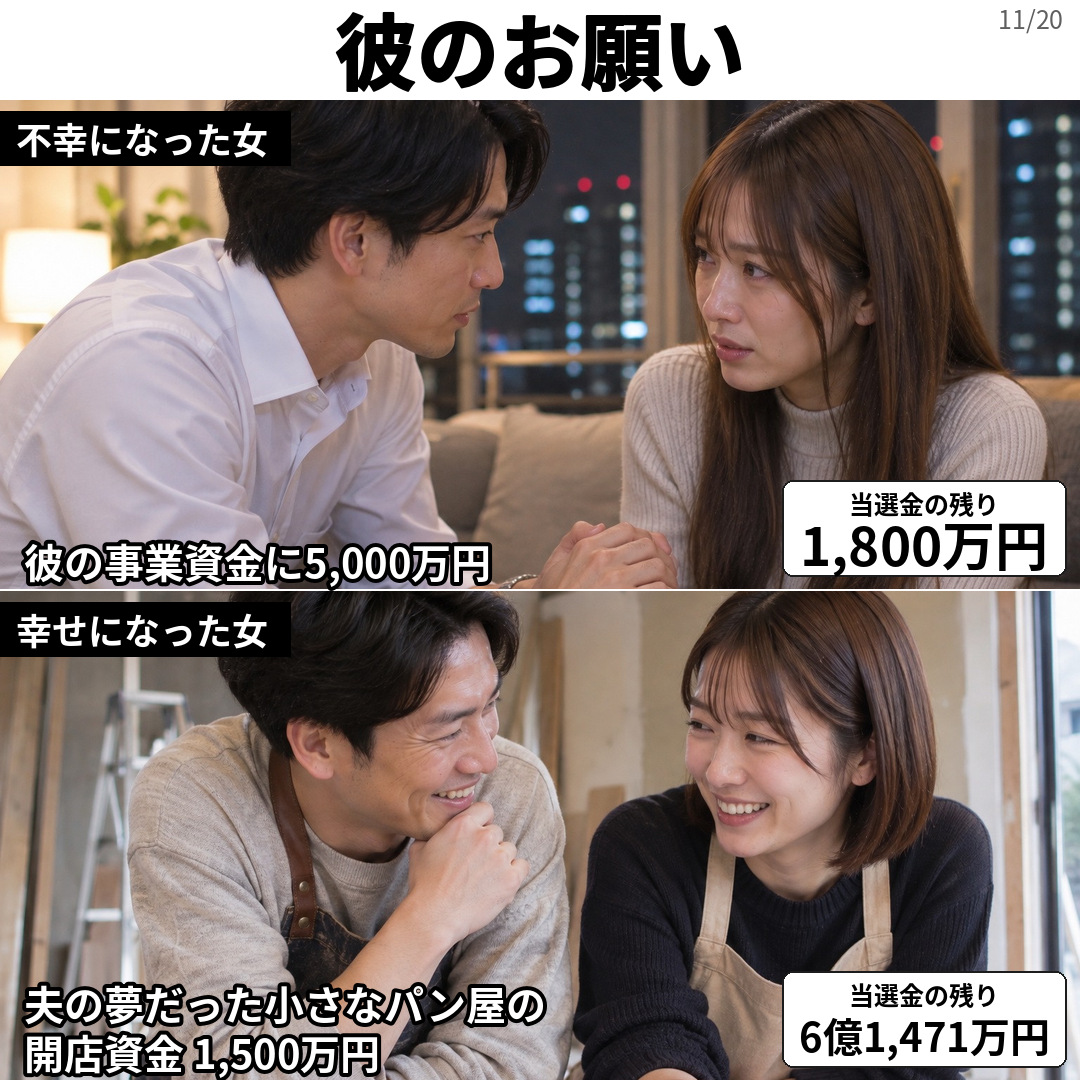 彼のお願い
11/20
不幸になった女
当選金の残り
1,800万円
彼の事業資金に5,000万円
幸せになった女
夫の夢だった小さなパン屋の
開店資金 1,500万円
当選金の残り
6億1,471万円